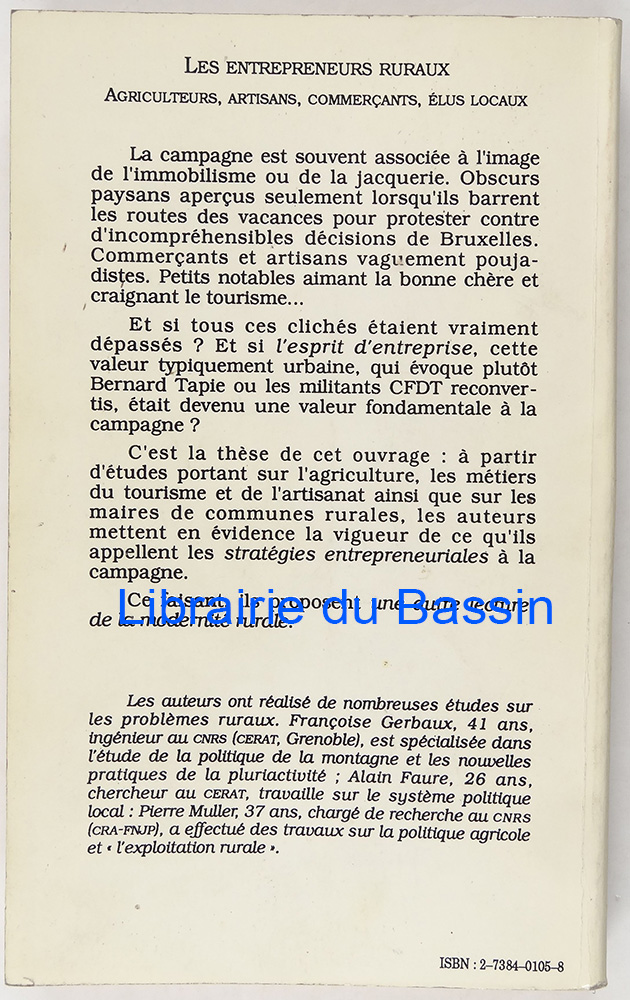 LES ENTREPRENEURS RURAUX
AGRICULTEURS, ARTISANS, COMMERÇANTS, ÉLUS LOCAUX
La campagne est souvent associée à l'image
de l'immobilisme ou de la jacquerie. Obscurs
paysans aperçus seulement lorsqu'ils barrent
les routes des vacances pour protester contre
d'incompréhensibles décisions de Bruxelles.
Commerçants et artisans vaguement pouja-
distes. Petits notables aimant la bonne chère et
craignant le tourisme...
Et si tous ces clichés étaient vraiment
dépassés ? Et si l'esprit d'entreprise, cette
valeur typiquement urbaine, qui évoque plutôt
Bernard Tapie ou les militants CFDT reconver-
tis, était devenu une valeur fondamentale à la
campagne ?
C'est la thèse de cet ouvrage : à partir
d'études portant sur l'agriculture, les métiers
du tourisme et de l'artisanat ainsi que sur les
maires de communes rurales, les auteurs
mettent en évidence la vigueur de ce qu'ils
appellent les stratégies entrepreneuriales à la
campagne.
Ce faisant, ils proposent une autre lecture
de la modernité rurale.
Librairie du Bassin
Les auteurs ont réalisé de nombreuses études sur
les problèmes ruraux. Françoise Gerbaux, 41 ans,
ingénieur au CNRS (CERAT, Grenoble), est spécialisée dans
l'étude de la politique de la montagne et les nouvelles
pratiques de la pluriactivité ; Alain Faure, 26 ans,
chercheur au CERAT, travaille sur le système politique
local : Pierre Muller, 37 ans, chargé de recherche au CNRS
(CRA-FNJP), a effectué des travaux sur la politique agricole
et « l'exploitation rurale ».
ISBN : 2-7384-0105-8